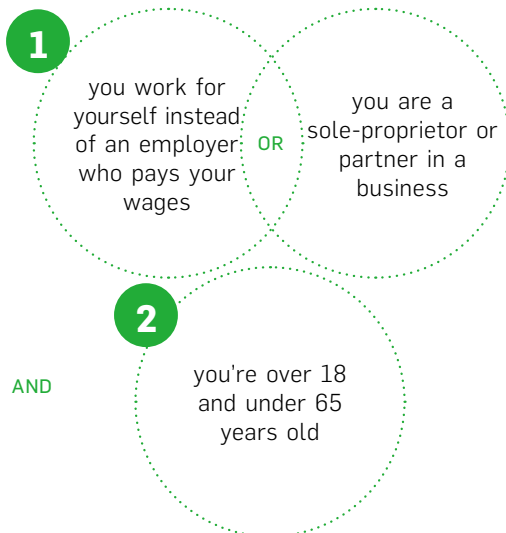 1
you work for
yourself instead
of an employer
who pays your
wages
OR
you are a
sole-proprietor or
partner in a
business
AND
2
you're over 18
and under 65
years old